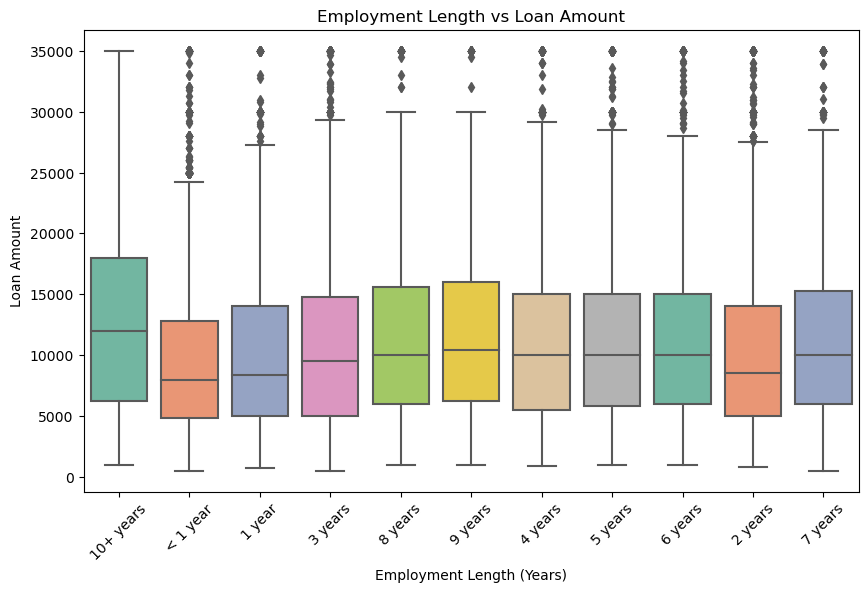 Employment Length vs Loan Amount
Loan Amount
35000
30000
25000
20000
15000
10000
5000
0
10+ years
< 1 year
1 year
3 years
8 years
9 years
4 years
5 years
6 years
2 years
7 years
Employment Length (Years)